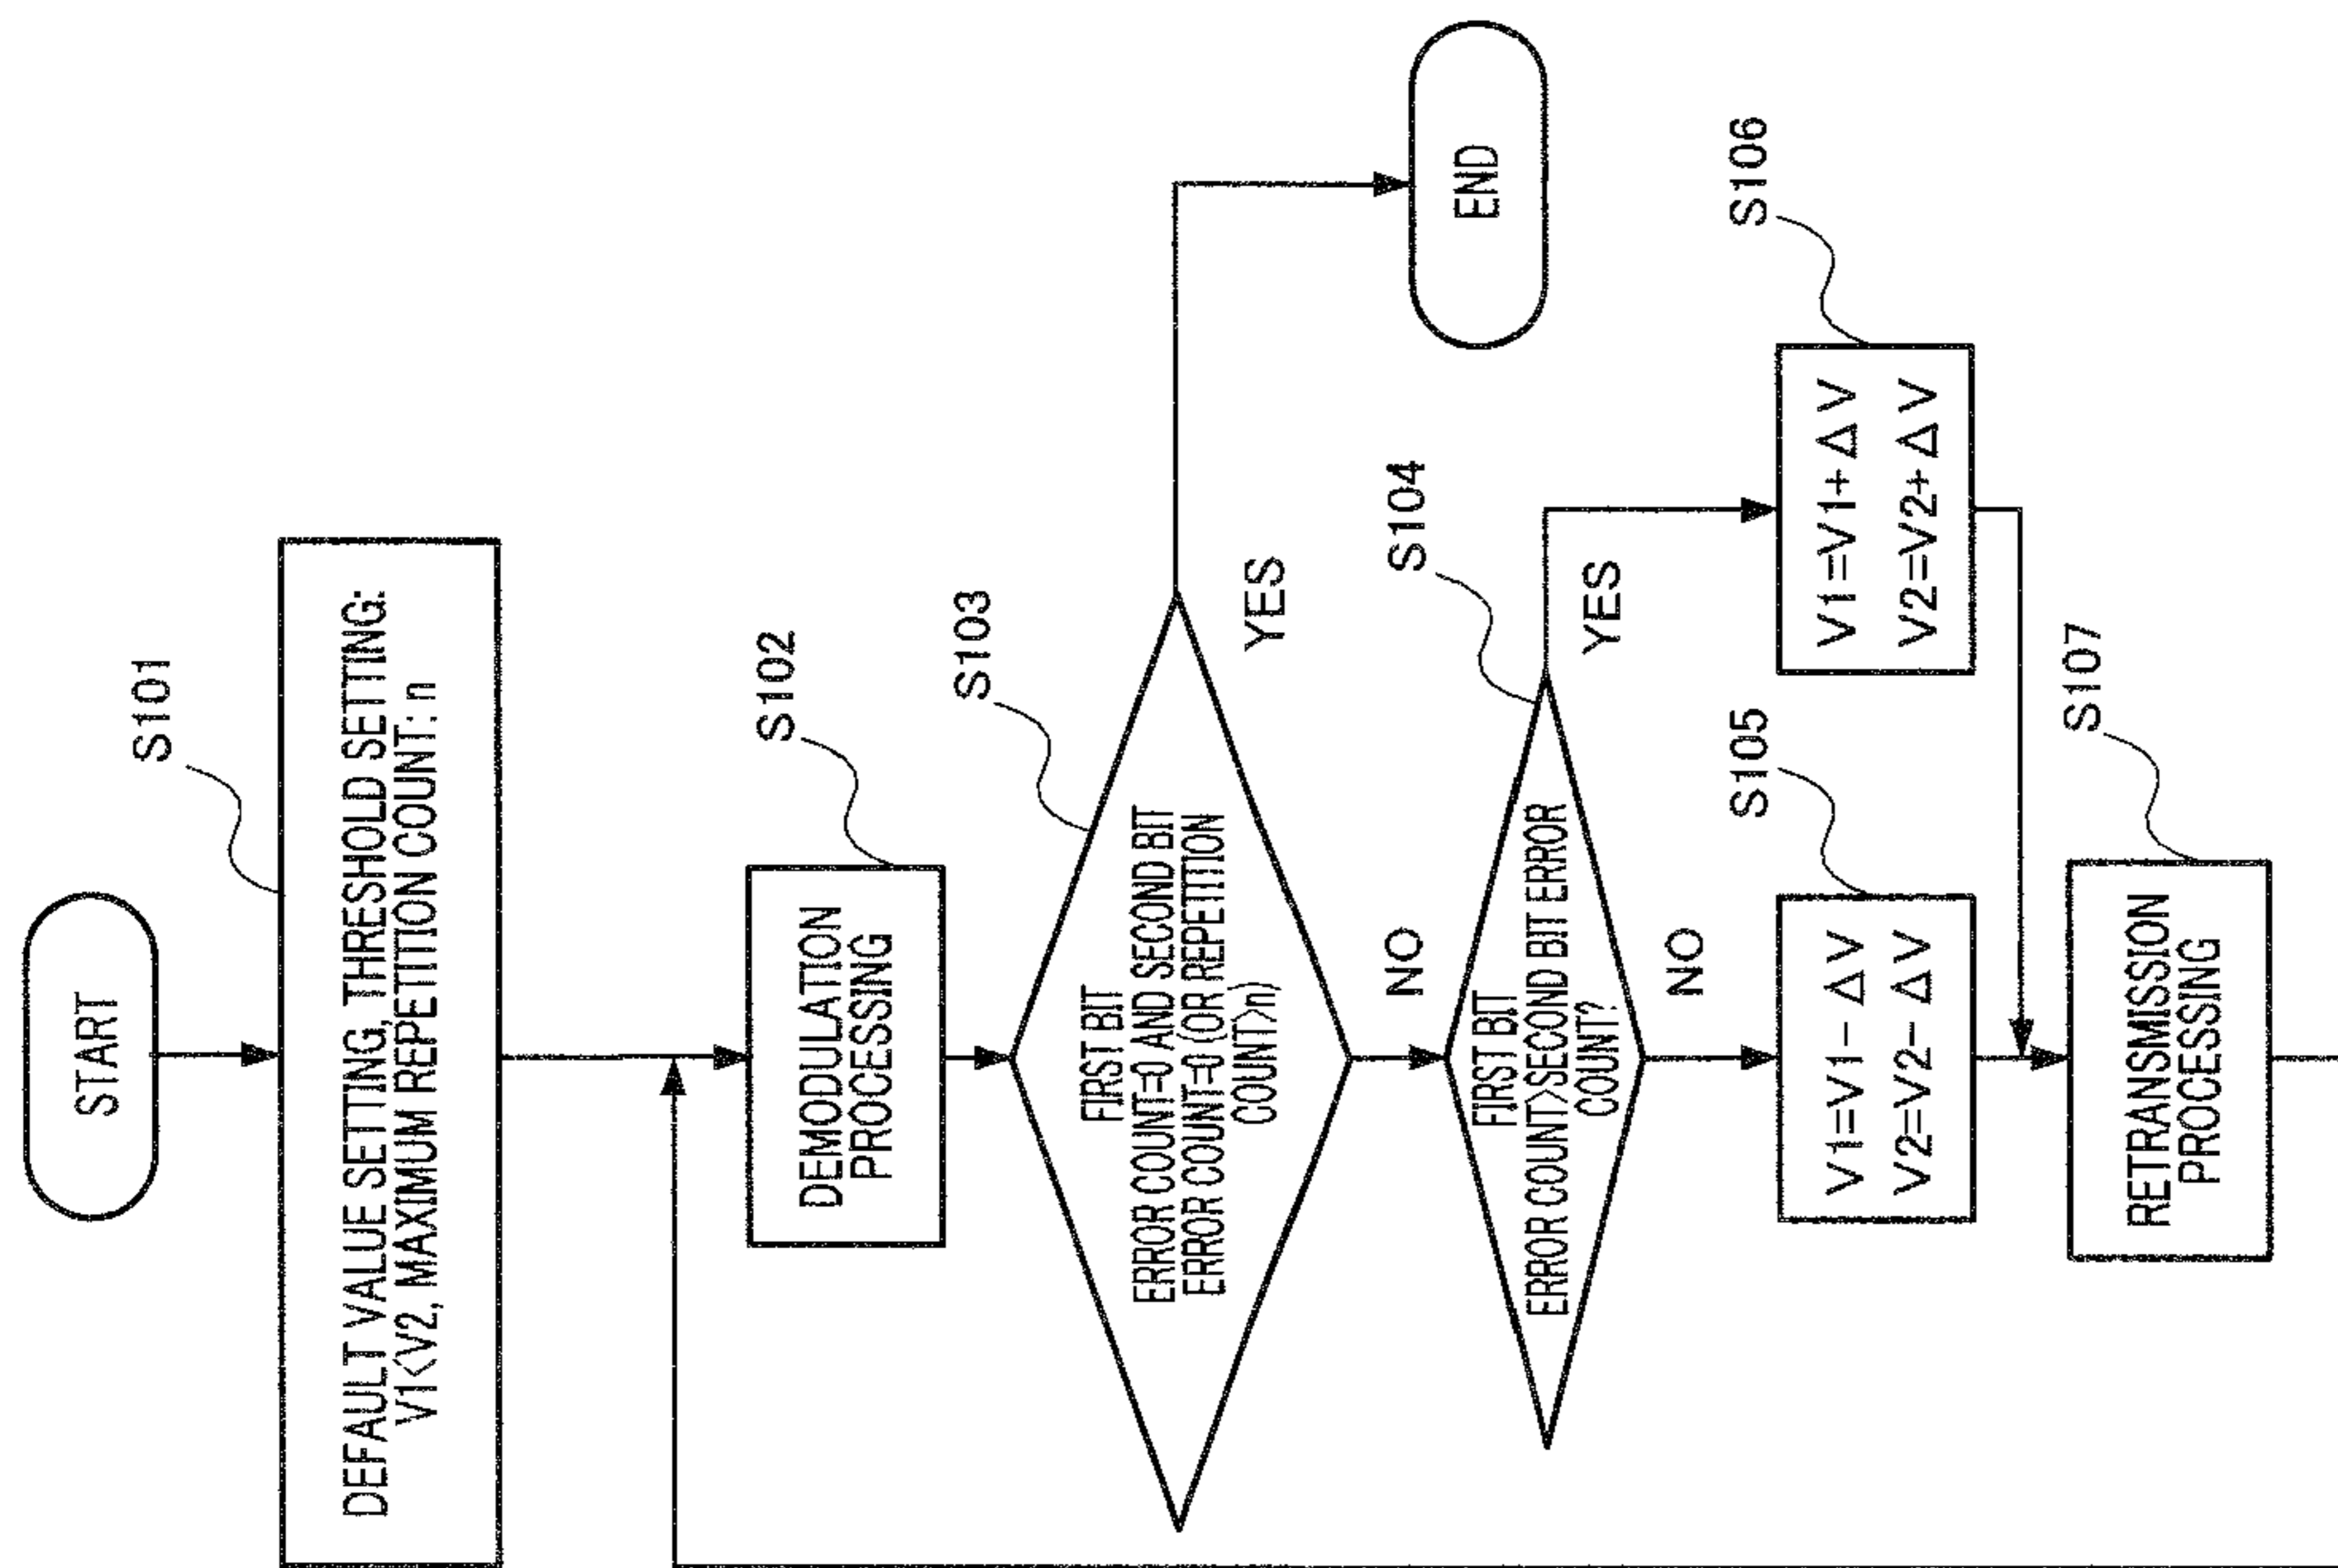 START
S101
DEFAULT VALUE SETTING, THRESHOLD SETTING:
V1<V2, MAXIMUM REPETITION COUNT: n
S102
DEMODULATION
PROCESSING
S103
FIRST BIT
ERROR COUNT=0 AND SECOND BIT
ERROR COUNT=0 (OR REPETITION
COUNT>n)
YES
END
NO
S104
FIRST BIT
ERROR COUNT>SECOND BIT ERROR
COUNT?
YES
NO
S105
V1=V1-ΔV
V2=V2-ΔV
S106
V1=V1+ΔV
V2=V2+ΔV
S107
RETRANSMISSION
PROCESSING